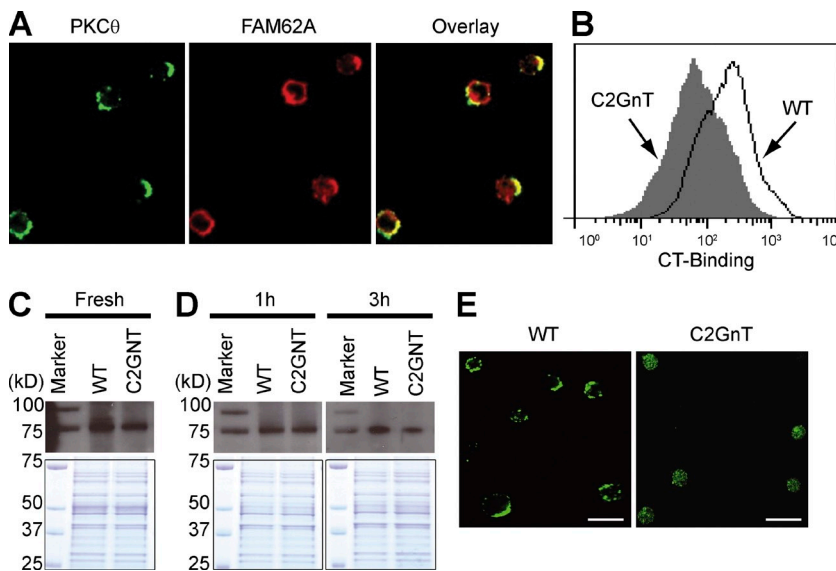 A
PKCθ
FAM62A
Overlay
B
C2GnT
WT
10⁰
10¹
10²
10³
CT-Binding
C
Fresh
(kD)
Marker
WT
C2GNT
100
75
75
50
37
25
D
1h
3h
(kD)
Marker
WT
C2GNT
Marker
WT
C2GNT
100
75
75
50
37
25
E
WT
C2GnT